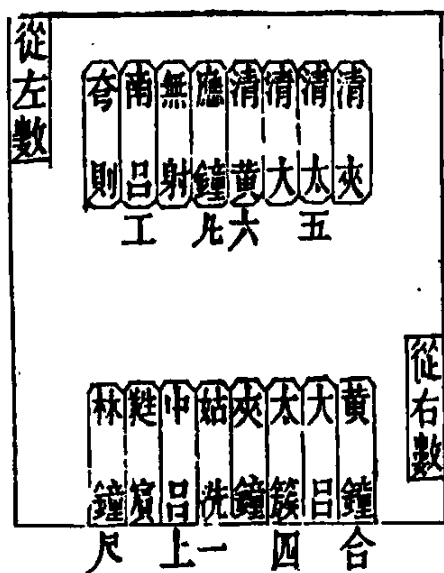 從左數
夸則
南呂
無射
應鐘
清黃
清大
清太
清夾
工
凡
六
五
從右數
黃鐘
大呂
太簇
夾鐘
姑洗
中呂
甤賓
林鐘
合
四
一
上
尺